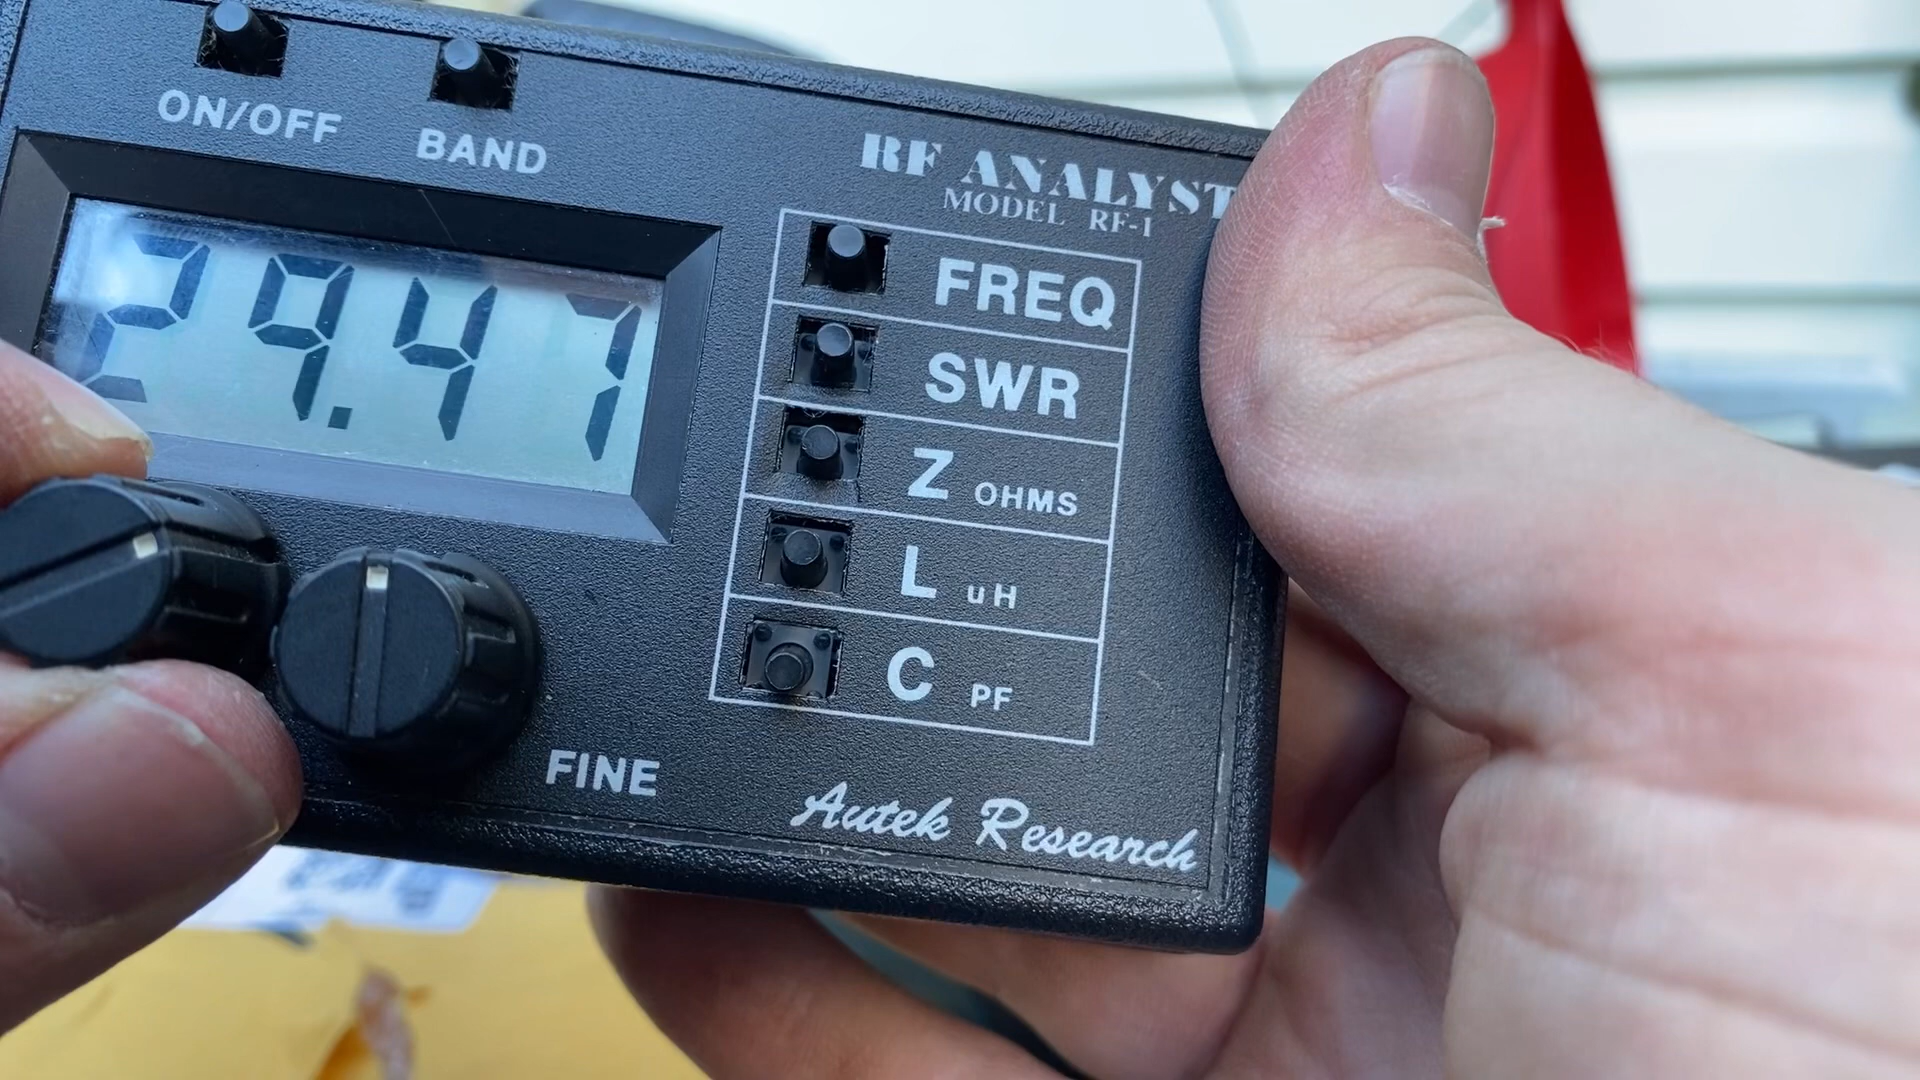 ON/OFF
BAND
RF ANALYST
MODEL RF-1
29.47
FREQ
SWR
Z OHMS
L uH
C PF
FINE
Autek Research